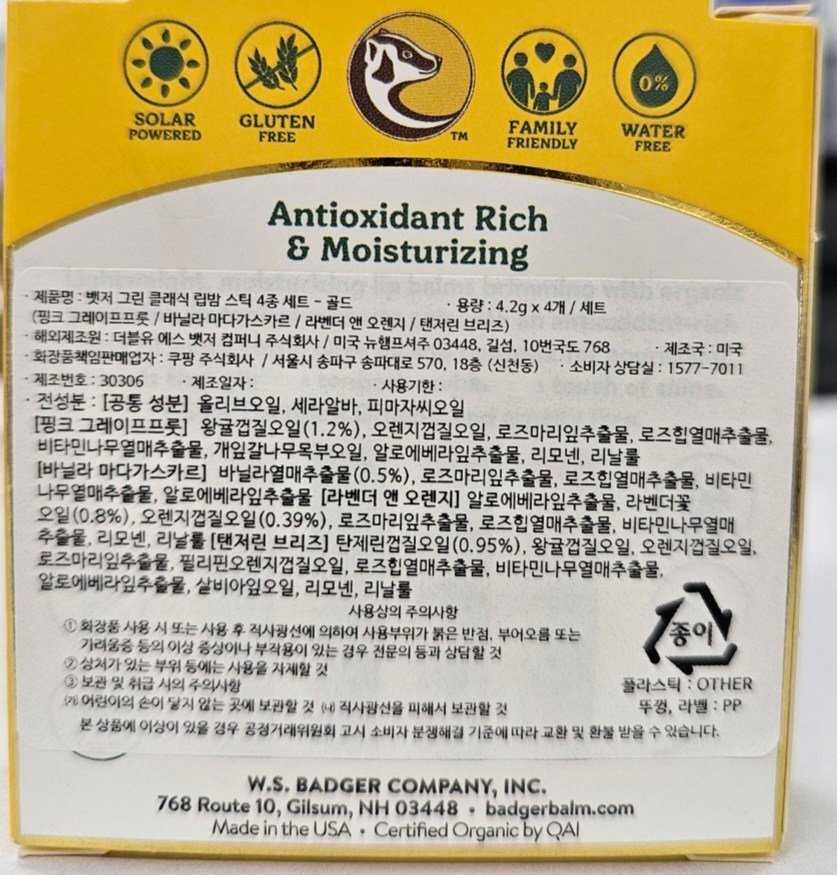 SOLAR
POWERED
GLUTEN
FREE
TM
FAMILY
FRIENDLY
0%
WATER
FREE
Antioxidant Rich
& Moisturizing
· 제품명 : 뱃저 그린 클래식 립밤 스틱 4종 세트 - 골드 · 용량 : 4.2g x 4개 / 세트
(핑크 그레이프프룻 / 바닐라 마다가스카르 / 라벤더 앤 오렌지 / 탠저린 브리즈)
· 해외제조원 : 더블유 에스 뱃저 컴퍼니 주식회사 / 미국 뉴햄프셔주 03448, 길섬, 10번국도 768 · 제조국 : 미국
· 화장품책임판매업자 : 쿠팡 주식회사 / 서울시 송파구 송파대로 570, 18층 (신천동) · 소비자 상담실 : 1577-7011
· 제조번호 : 30306 · 제조일자 : · 사용기한 :
· 전성분 : [공통 성분] 올리브오일, 세라알바, 피마자씨오일
[핑크 그레이프프룻] 왕귤껍질오일(1.2%), 오렌지껍질오일, 로즈마리잎추출물, 로즈힙열매추출물,
비타민나무열매추출물, 개잎갈나무목부오일, 알로에베라잎추출물, 리모넨, 리날룰
[바닐라 마다가스카르] 바닐라열매추출물(0.5%), 로즈마리잎추출물, 로즈힙열매추출물, 비타민
나무열매추출물, 알로에베라잎추출물 [라벤더 앤 오렌지] 알로에베라잎추출물, 라벤더꽃
오일(0.8%), 오렌지껍질오일(0.39%), 로즈마리잎추출물, 로즈힙열매추출물, 비타민나무열매
추출물, 리모넨, 리날룰 [탠저린 브리즈] 탄제린껍질오일(0.95%), 왕귤껍질오일, 오렌지껍질오일,
로즈마리잎추출물, 필리핀오렌지껍질오일, 로즈힙열매추출물, 비타민나무열매추출물,
알로에베라잎추출물, 살비아잎오일, 리모넨, 리날룰
사용상의 주의사항
① 화장품 사용 시 또는 사용 후 직사광선에 의하여 사용부위가 붉은 반점, 부어오름 또는
가려움증 등의 이상 증상이나 부작용이 있는 경우 전문의 등과 상담할 것
② 상처가 있는 부위 등에는 사용을 자제할 것
③ 보관 및 취급 시의 주의사항
㈎ 어린이의 손이 닿지 않는 곳에 보관할 것 ㈏ 직사광선을 피해서 보관할 것
본 상품에 이상이 있을 경우 공정거래위원회 고시 소비자 분쟁해결 기준에 따라 교환 및 환불 받을 수 있습니다.
종이
플라스틱 : OTHER
뚜껑, 라벨 : PP
W.S. BADGER COMPANY, INC.
768 Route 10, Gilsum, NH 03448 • badgerbalm.com
Made in the USA • Certified Organic by QAI